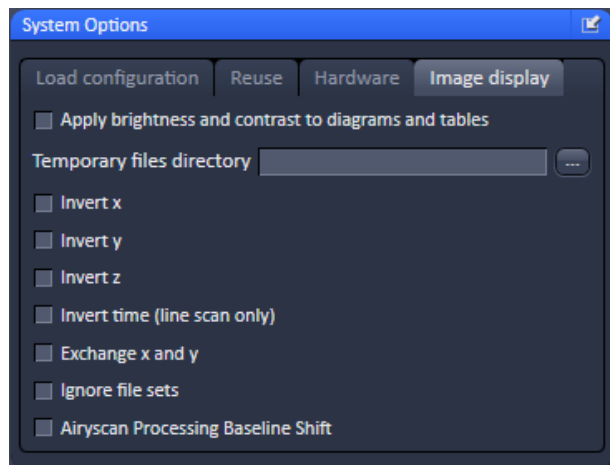 System Options
Load configuration Reuse Hardware Image display
Apply brightness and contrast to diagrams and tables
Temporary files directory ...
Invert x
Invert y
Invert z
Invert time (line scan only)
Exchange x and y
Ignore file sets
Airyscan Processing Baseline Shift